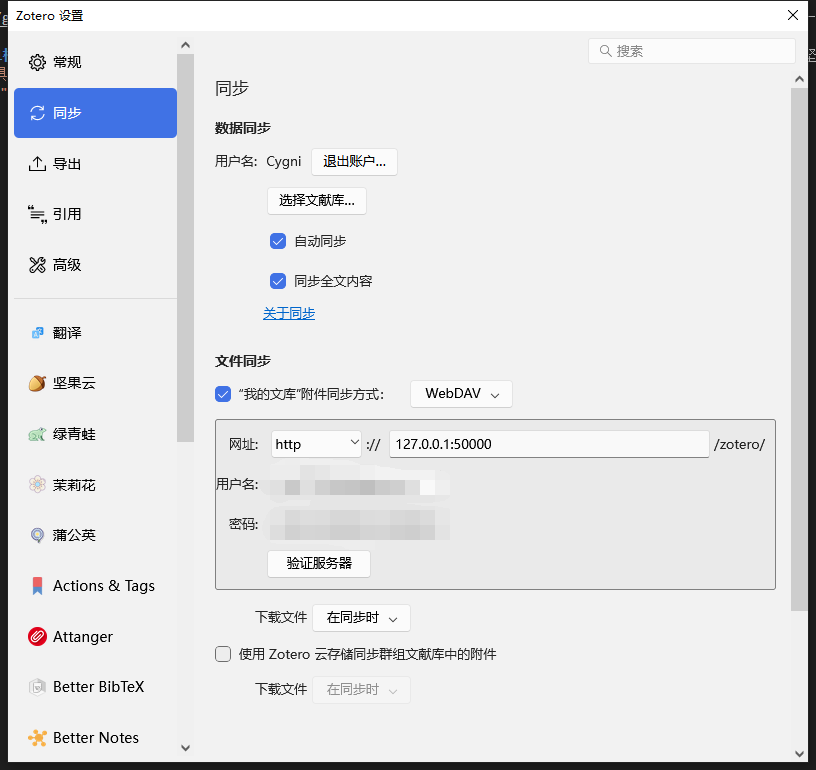 Zotero 设置
搜索
常规
同步
导出
引用
高级
翻译
坚果云
绿青蛙
茉莉花
蒲公英
Actions & Tags
Attanger
Better BibTeX
Better Notes
同步
数据同步
用户名: Cygni 退出账户...
选择文献库...
自动同步
同步全文内容
关于同步
文件同步
“我的文库”附件同步方式: WebDAV
网址: http :// 127.0.0.1:50000 /zotero/
用户名:
密码:
验证服务器
下载文件 在同步时
使用 Zotero 云存储同步群组文献库中的附件
下载文件 在同步时